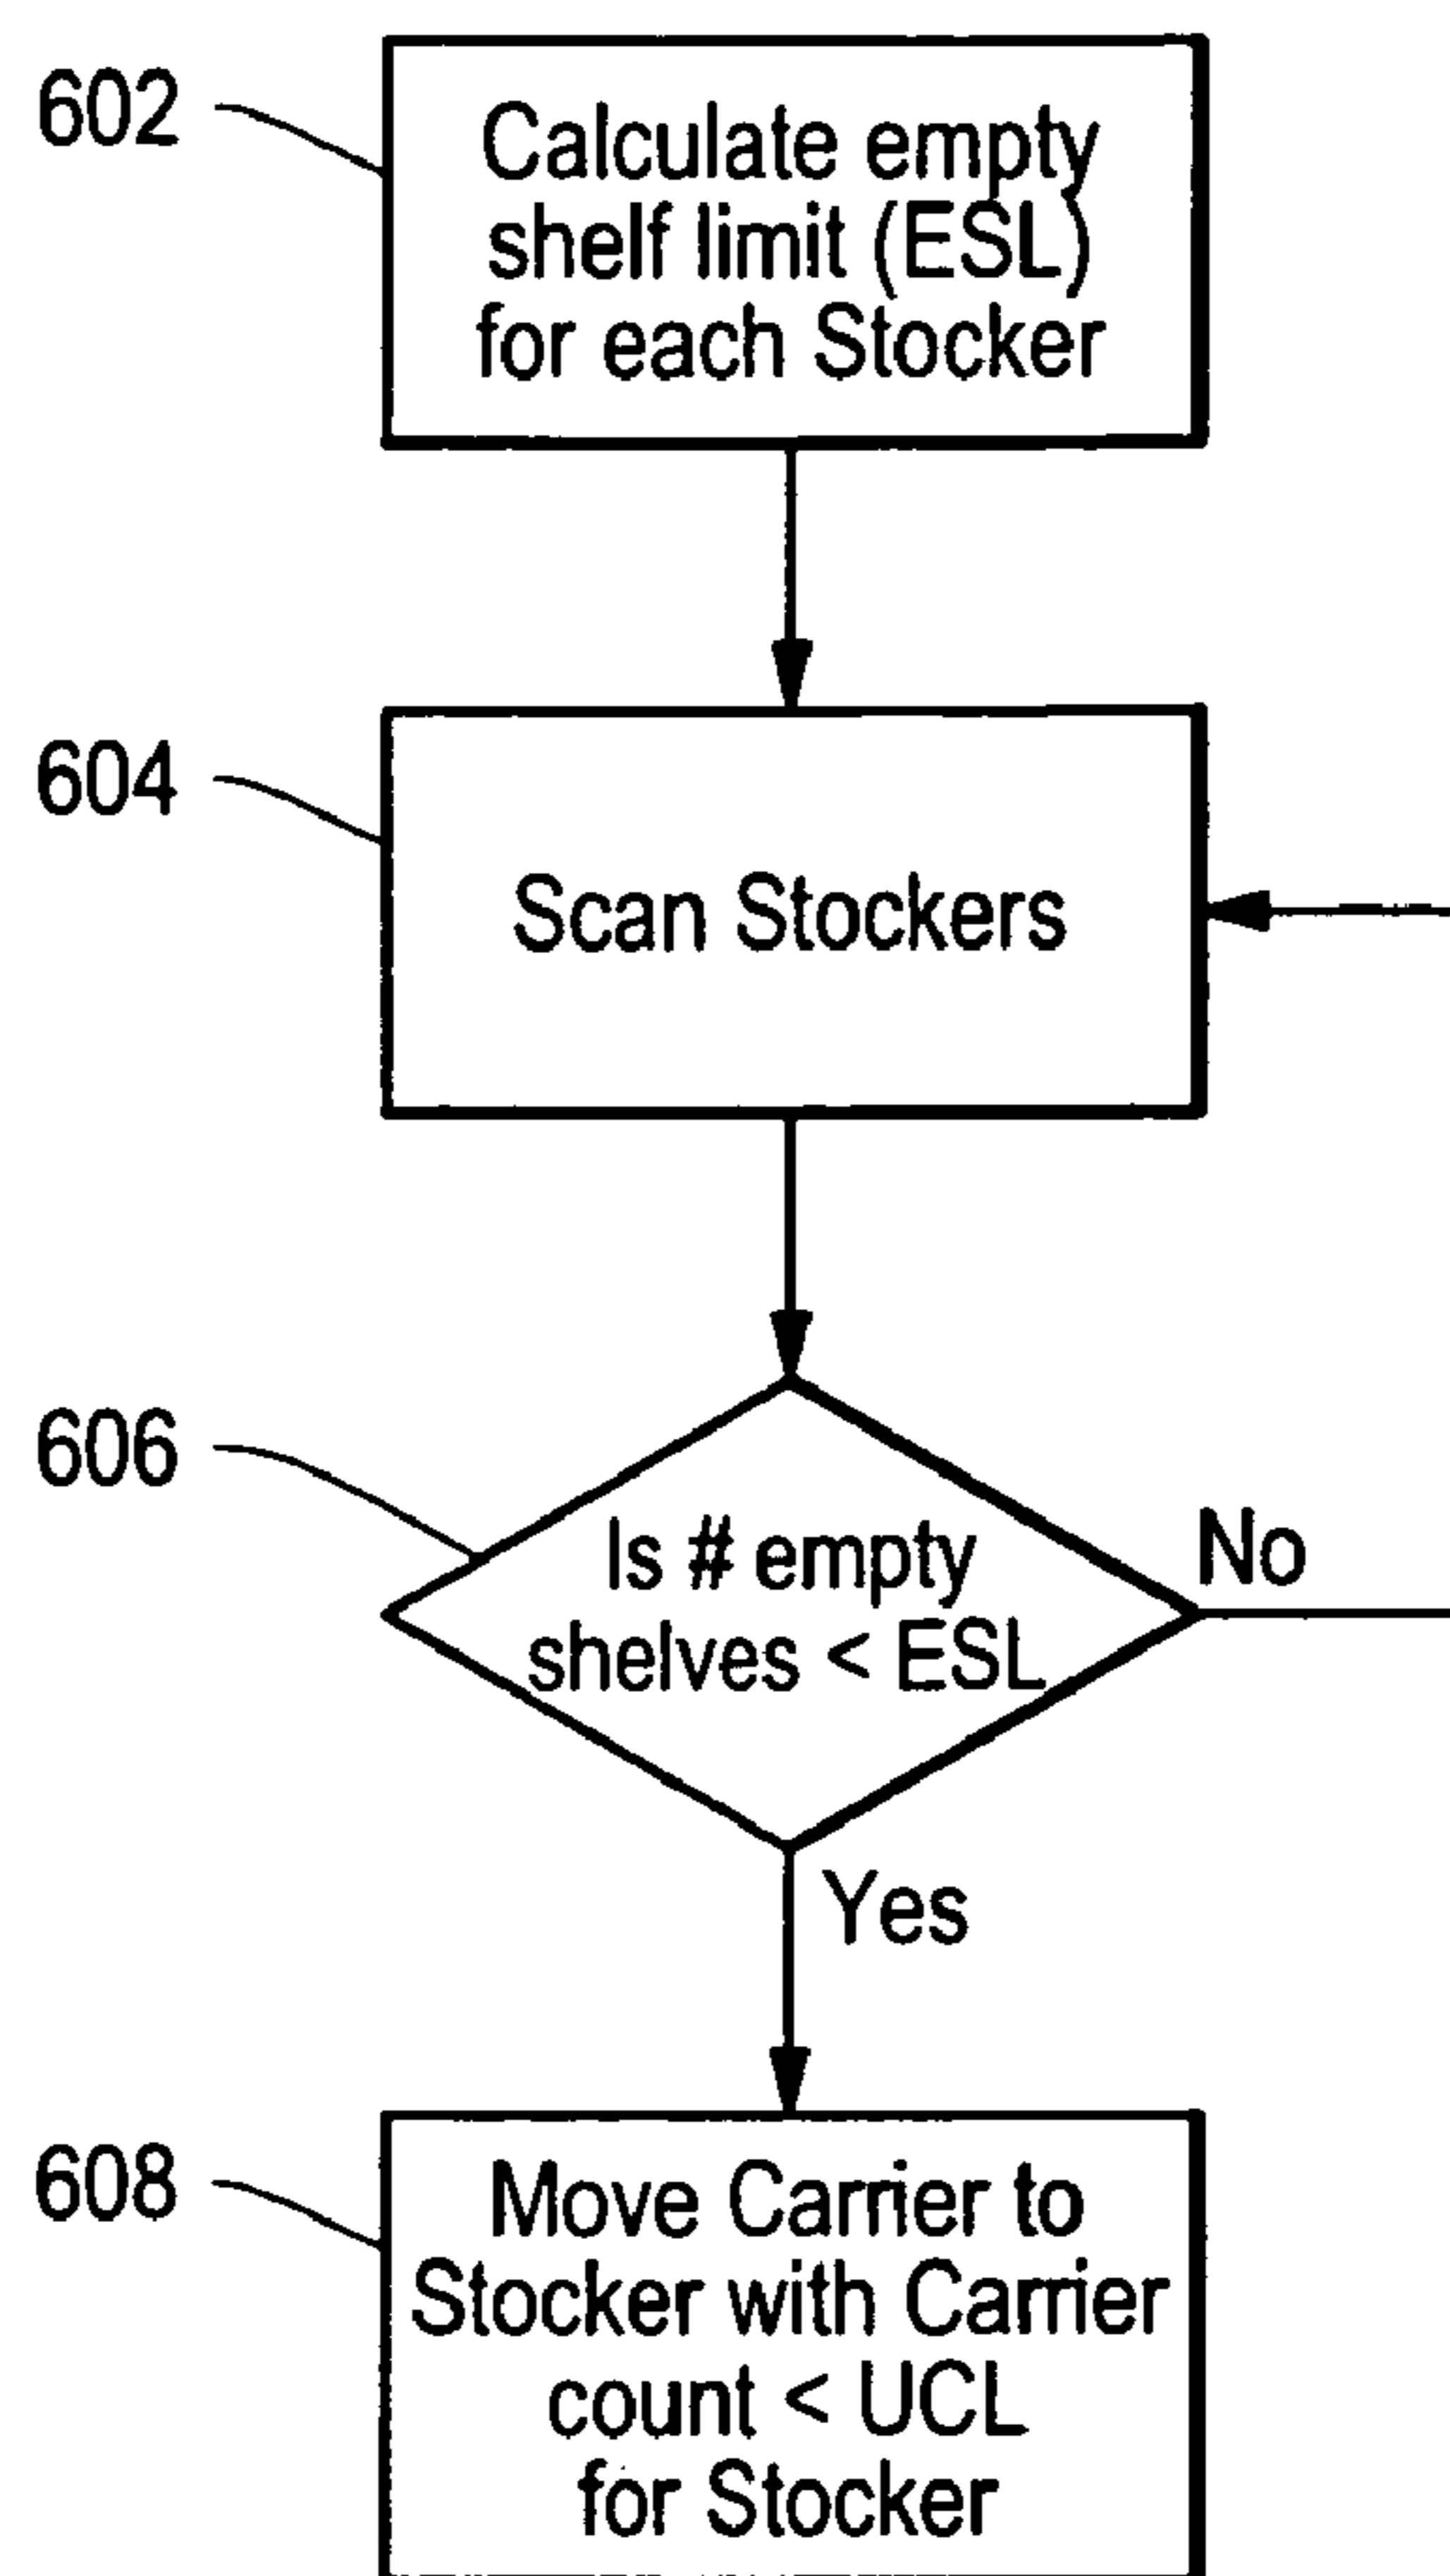 602
Calculate empty
shelf limit (ESL)
for each Stocker
604
Scan Stockers
606
Is # empty
shelves < ESL
No
Yes
608
Move Carrier to
Stocker with Carrier
count < UCL
for Stocker